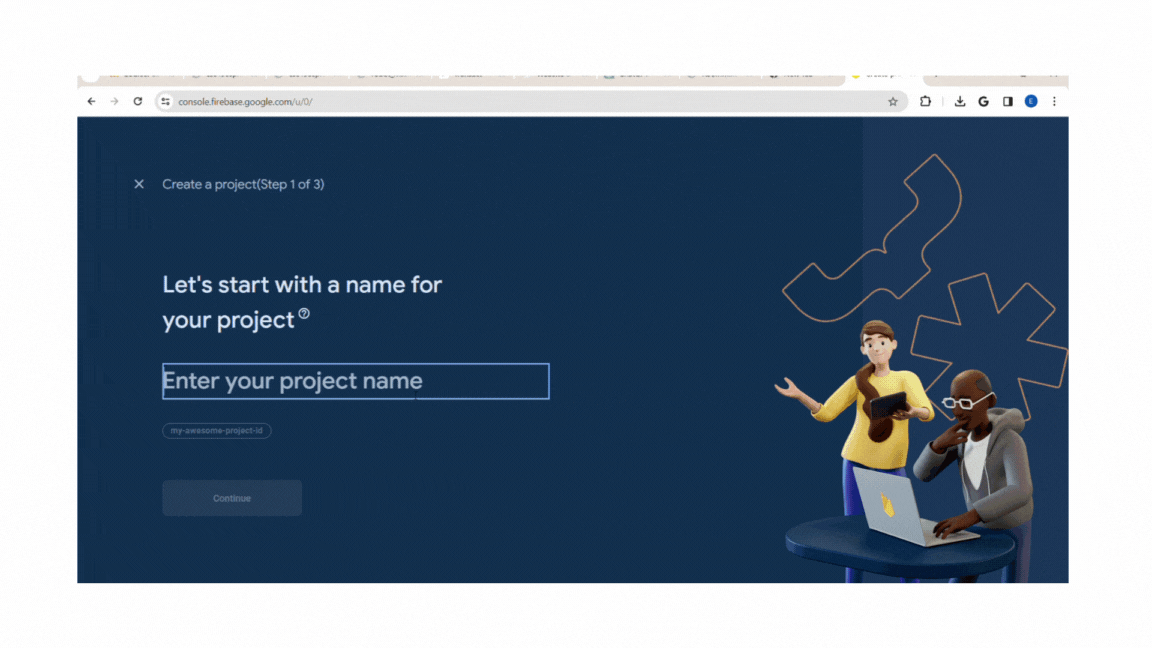 console.firebase.google.com/u/0/
E
Create a project(Step 1 of 3)
Let's start with a name for
your project
Enter your project name
my-awesome-project-id
Continue